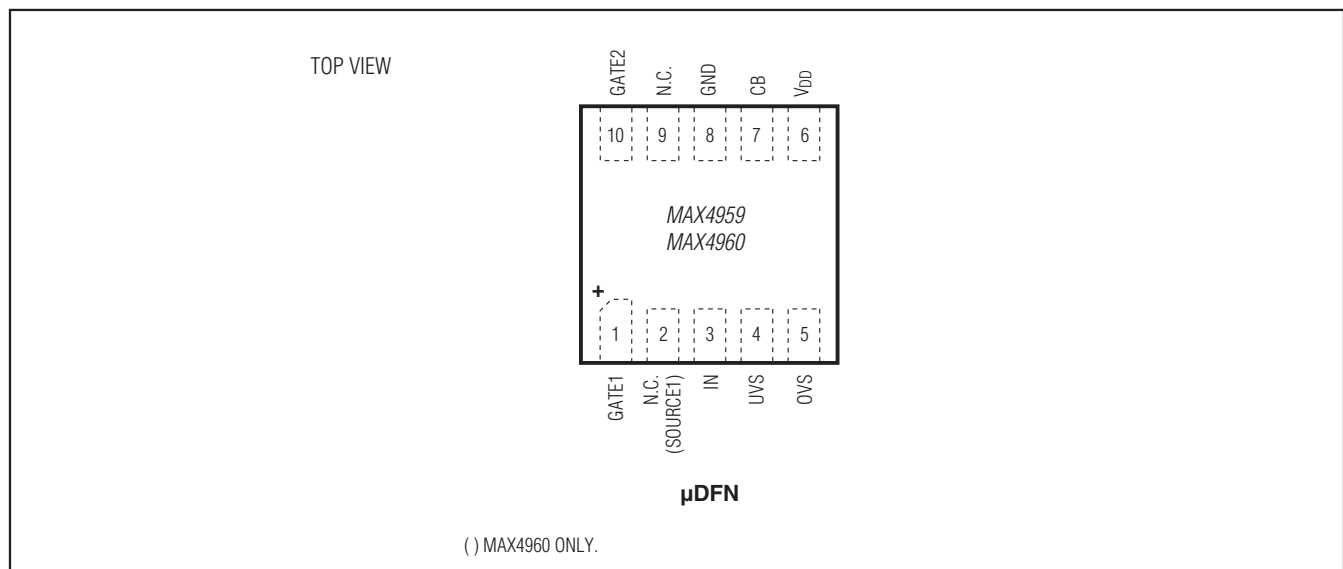 TOP VIEW
GATE2
N.C.
GND
CB
VDD
10 9 8 7 6
MAX4959
MAX4960
+
1 2 3 4 5
GATE1
N.C.
(SOURCE1)
IN
UVS
OVS
µDFN
( ) MAX4960 ONLY.